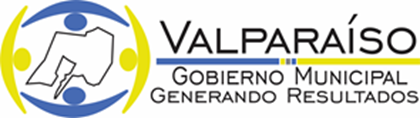 VALPARAÍSO
GOBIERNO MUNICIPAL
GENERANDO RESULTADOS